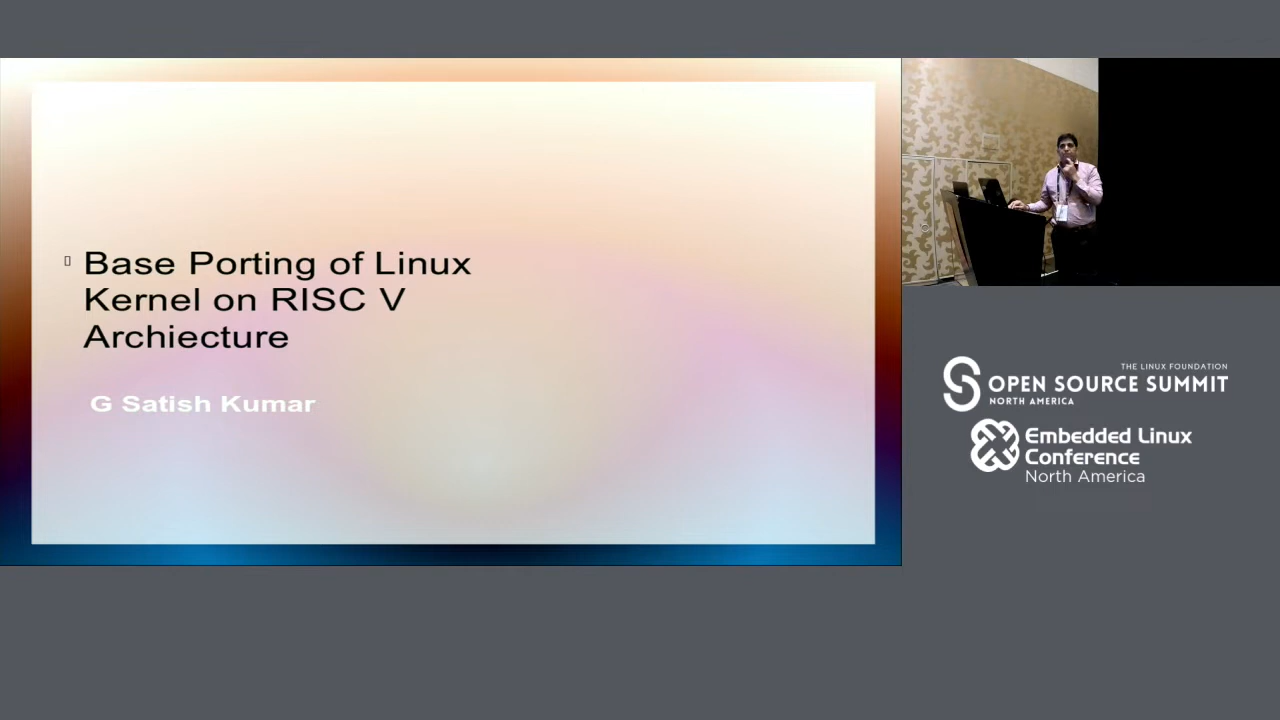 Base Porting of Linux
Kernel on RISC V
Archiecture
G Satish Kumar
THE LINUX FOUNDATION
OPEN SOURCE SUMMIT
NORTH AMERICA
Embedded Linux
Conference
North America